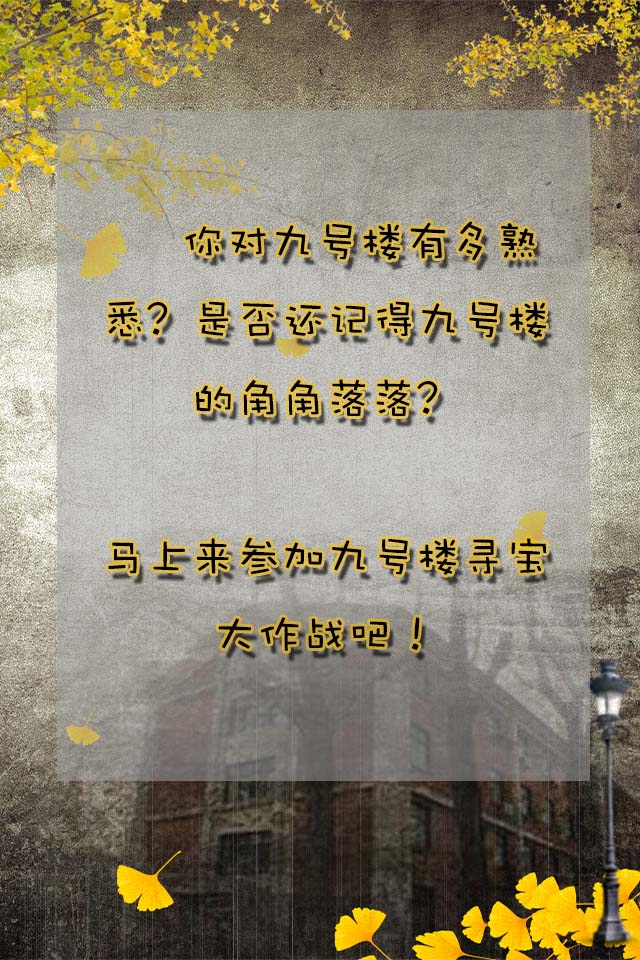 你对九号楼有多熟
悉？是否还记得九号楼
的角角落落？
马上来参加九号楼寻宝
大作战吧！